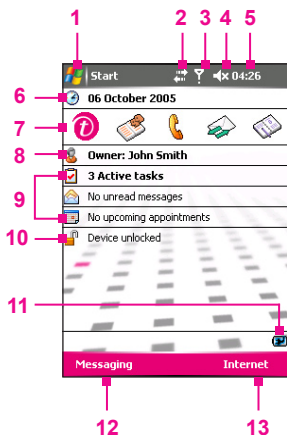 1 2 3 4 5
Start 04:26
6 06 October 2005
7
8 Owner: John Smith
3 Active tasks
9 No unread messages
No upcoming appointments
10 Device unlocked
11
Messaging Internet
12 13